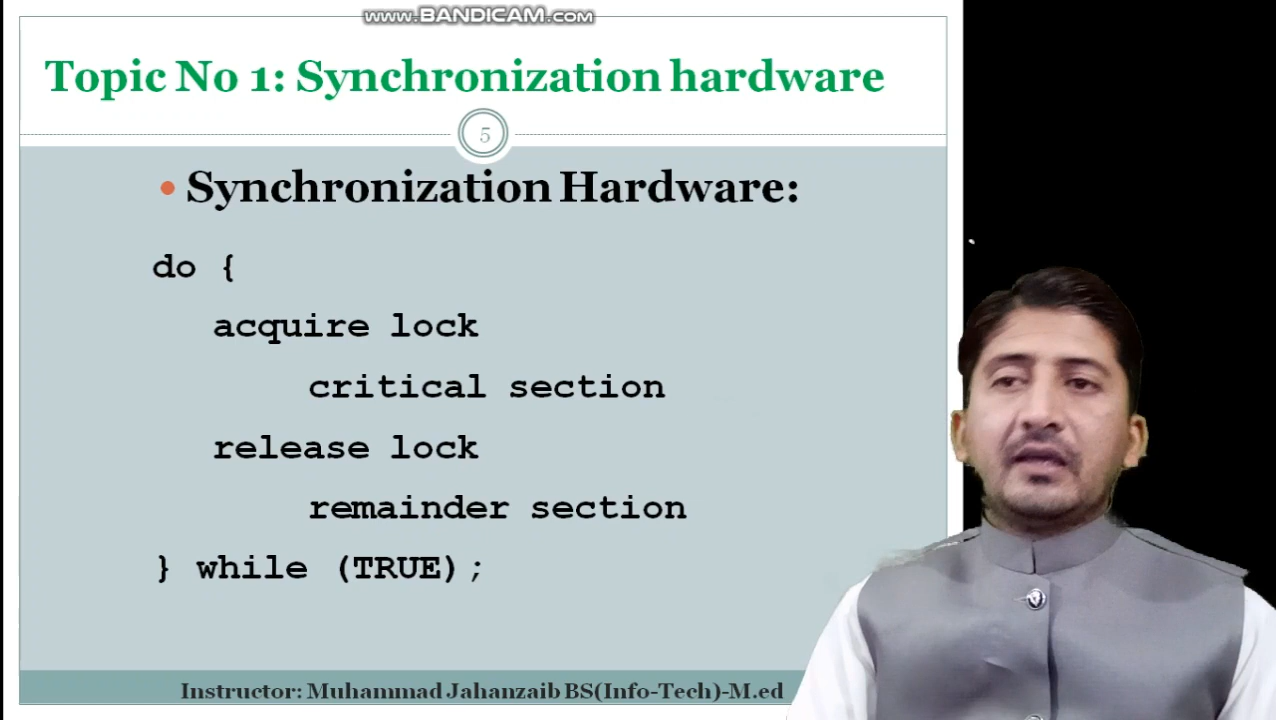 www.BANDICAM.com
Topic No 1: Synchronization hardware
5
• Synchronization Hardware:
do {
acquire lock
critical section
release lock
remainder section
} while (TRUE);
Instructor: Muhammad Jahanzaib BS(Info-Tech)-M.ed